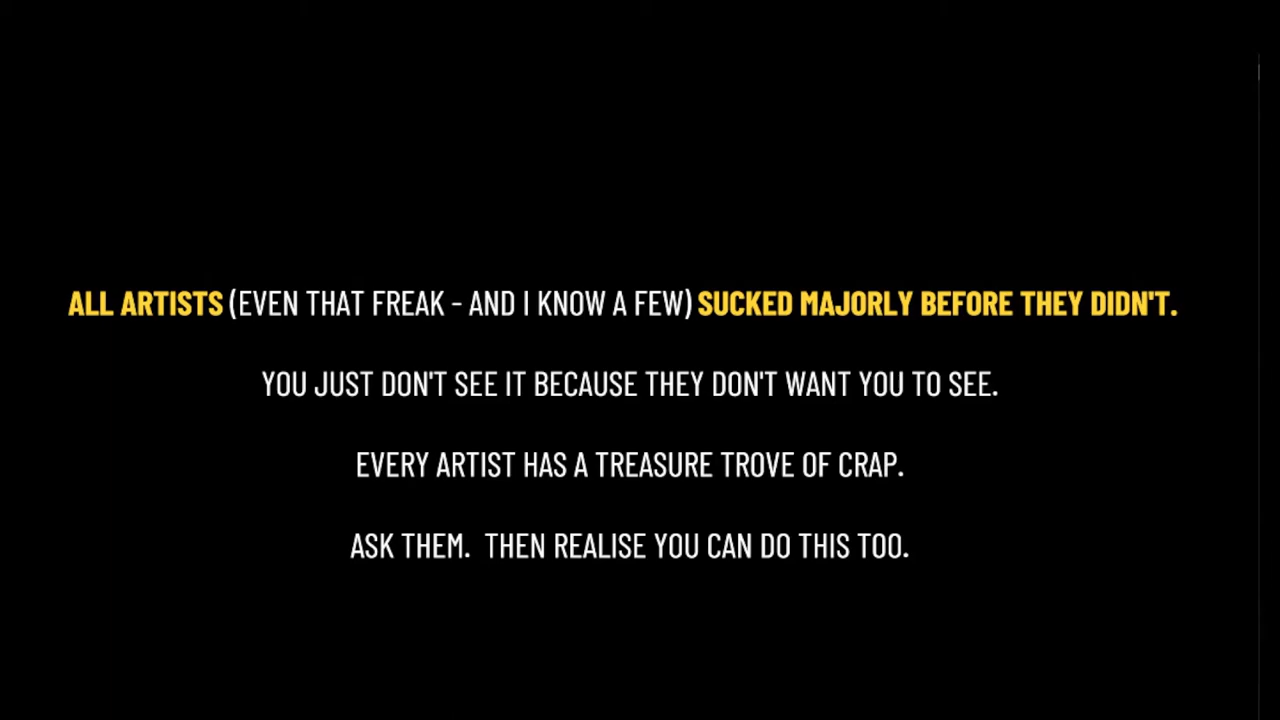 ALL ARTISTS (EVEN THAT FREAK - AND I KNOW A FEW) SUCKED MAJORLY BEFORE THEY DIDN'T.
YOU JUST DON'T SEE IT BECAUSE THEY DON'T WANT YOU TO SEE.
EVERY ARTIST HAS A TREASURE TROVE OF CRAP.
ASK THEM.  THEN REALISE YOU CAN DO THIS TOO.